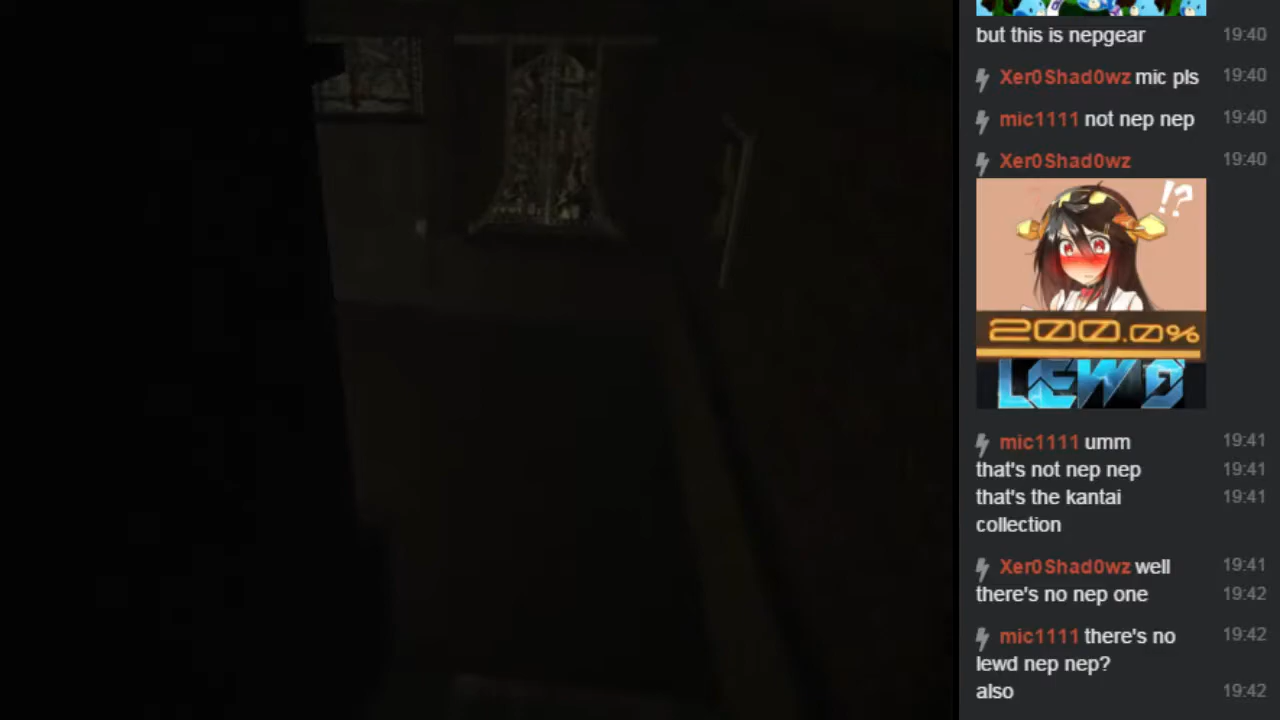 but this is nepgear 19:40
Xer0Shad0wz mic pls 19:40
mic1111 not nep nep 19:40
Xer0Shad0wz 19:40
!?
200.0%
LEWD
mic1111 umm 19:41
that's not nep nep 19:41
that's the kantai 19:41
collection
Xer0Shad0wz well 19:41
there's no nep one 19:42
mic1111 there's no 19:42
lewd nep nep?
also 19:42